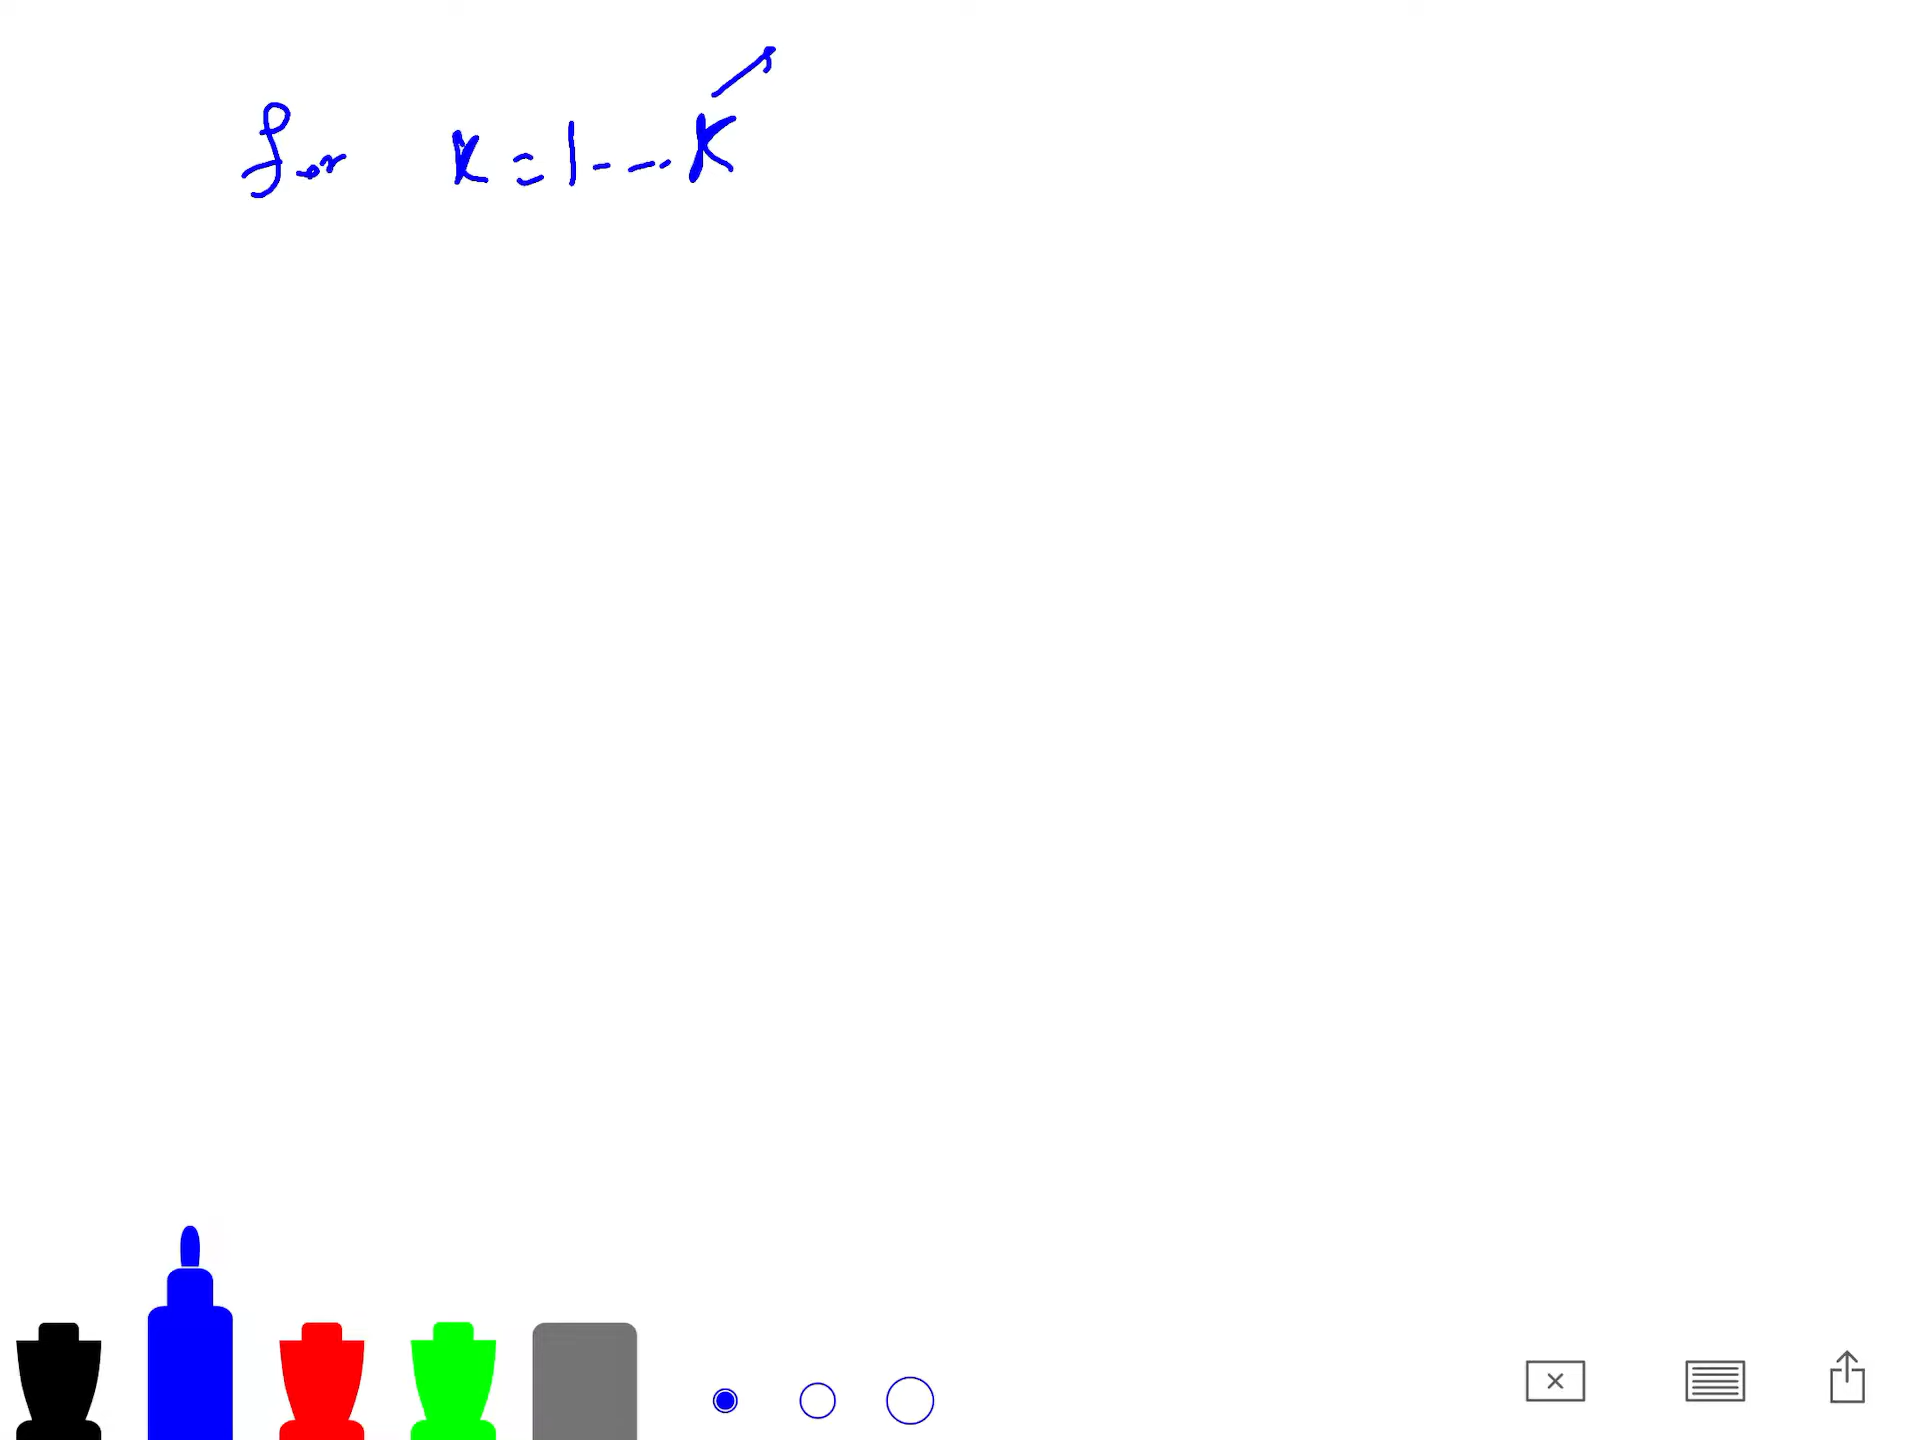 for k = 1 --- K